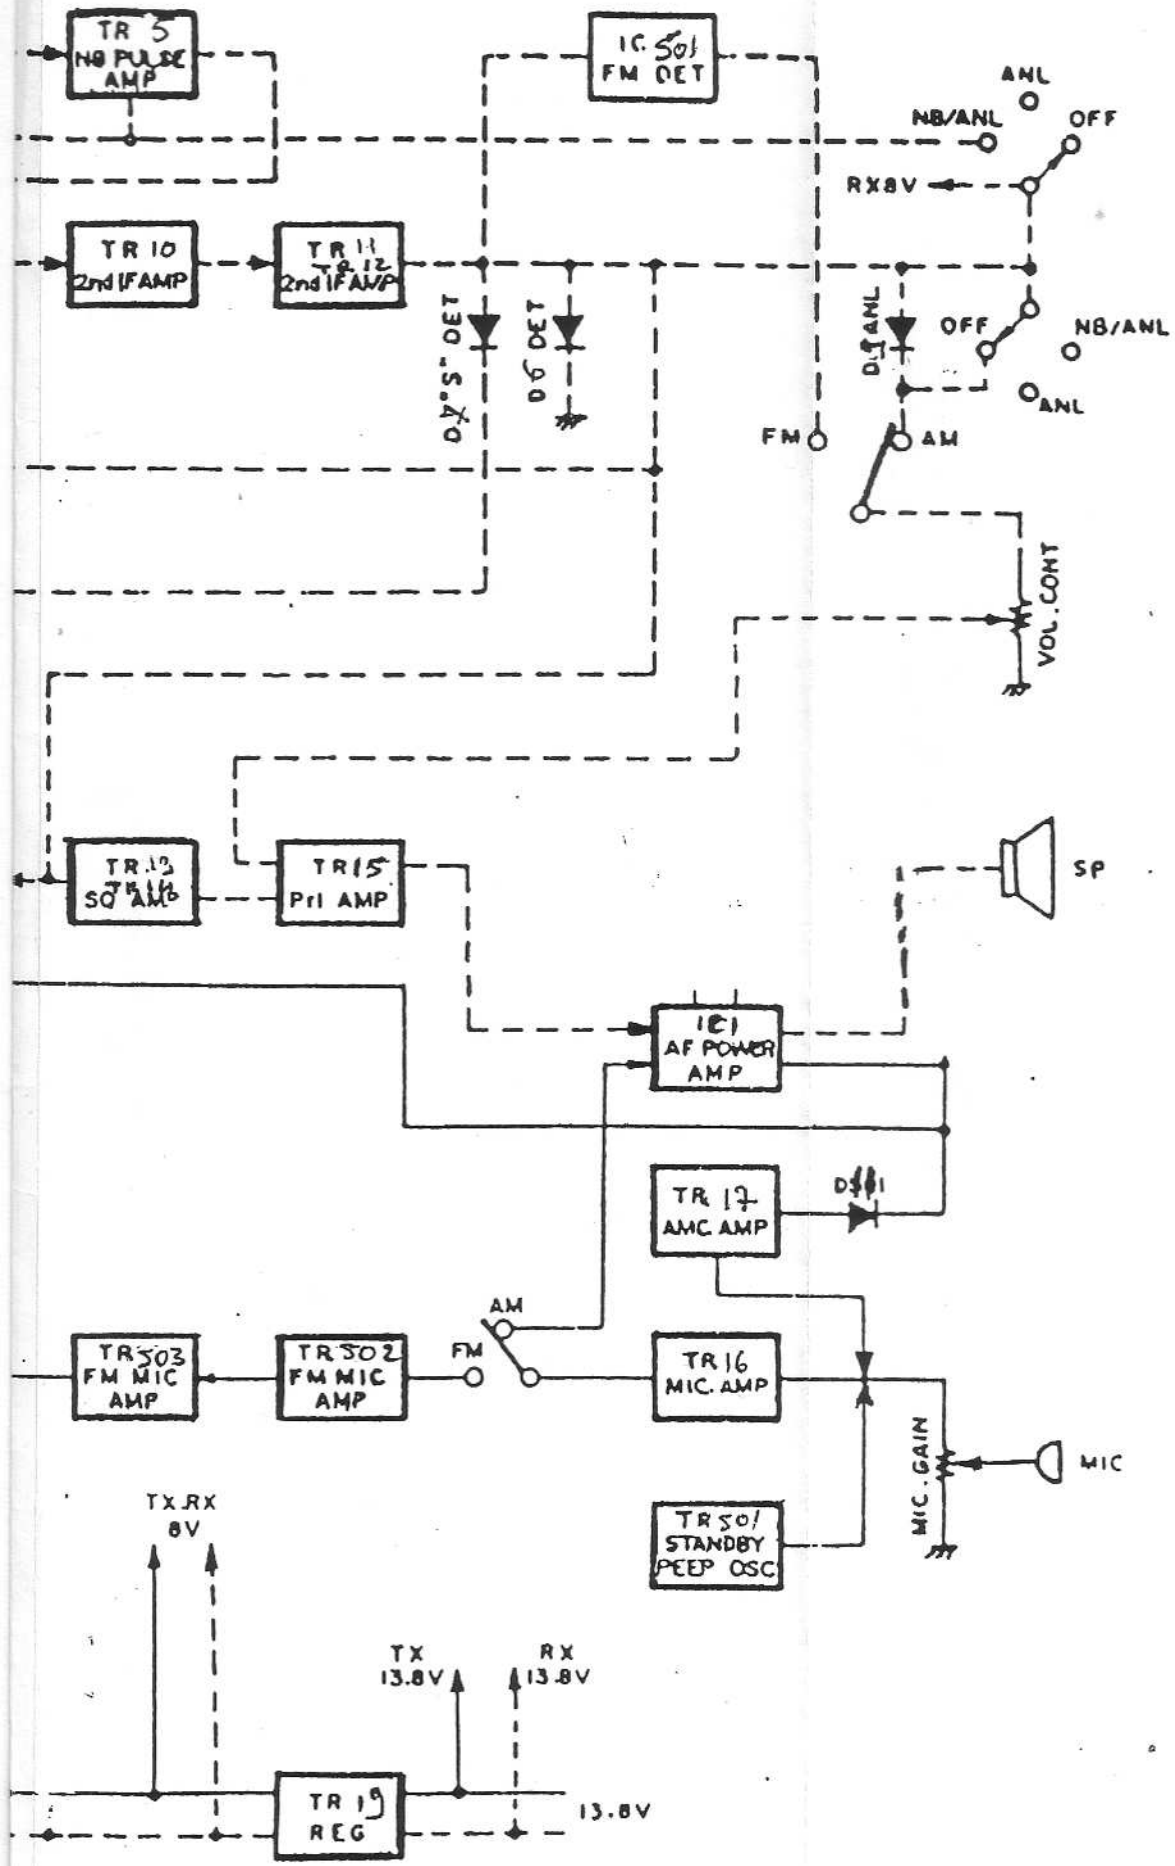 TR 5
NB PULSE
AMP
IC 501
FM DET
ANL
NB/ANL
OFF
RX8V
TR 10
2nd IF AMP
TR 11
TR 12
2nd IF AMP
"S" DET
D6 DET
ANL
OFF
NB/ANL
ANL
FM
AM
VOL. CONT
TR 13
SQ AMP
TR 15
Pri AMP
SP
IC 1
AF POWER
AMP
TR 17
AMC AMP
AM
FM
TR 503
FM MIC
AMP
TR 502
FM MIC
AMP
TR 16
MIC. AMP
MIC. GAIN
MIC
TR 501
STANDBY
PEEP OSC
TX.RX
8V
TX
13.8V
RX
13.8V
TR 19
REG
13.8V